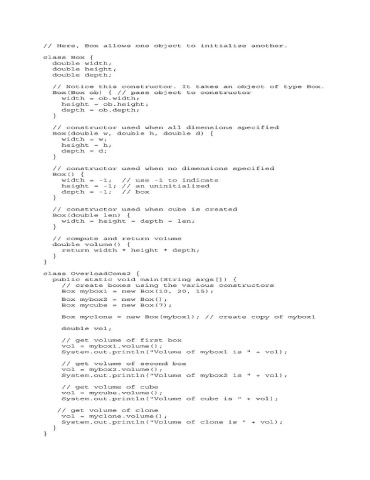 // Here, Box allows one object to initialize another.
class Box {
double width;
double height;
double depth;
// Notice this constructor. It takes an object of type Box.
Box(Box ob) { // pass object to constructor
width = ob.width;
height = ob.height;
depth = ob.depth;
}
// constructor used when all dimensions specified
Box(double w, double h, double d) {
width = w;
height = h;
depth = d;
}
// constructor used when no dimensions specified
Box() {
width = -1; // use -1 to indicate
height = -1; // an uninitialized
depth = -1; // box
}
// constructor used when cube is created
Box(double len) {
width = height = depth = len;
}
// compute and return volume
double volume() {
return width * height * depth;
}
}
class OverloadCons2 {
public static void main(String args[]) {
// create boxes using the various constructors
Box mybox1 = new Box(10, 20, 15);
Box mybox2 = new Box();
Box mycube = new Box(7);
Box myclone = new Box(mybox1); // create copy of mybox1
double vol;
// get volume of first box
vol = mybox1.volume();
System.out.println("Volume of mybox1 is " + vol);
// get volume of second box
vol = mybox2.volume();
System.out.println("Volume of mybox2 is " + vol);
// get volume of cube
vol = mycube.volume();
System.out.println("Volume of cube is " + vol);
// get volume of clone
vol = myclone.volume();
System.out.println("Volume of clone is " + vol);
}
}